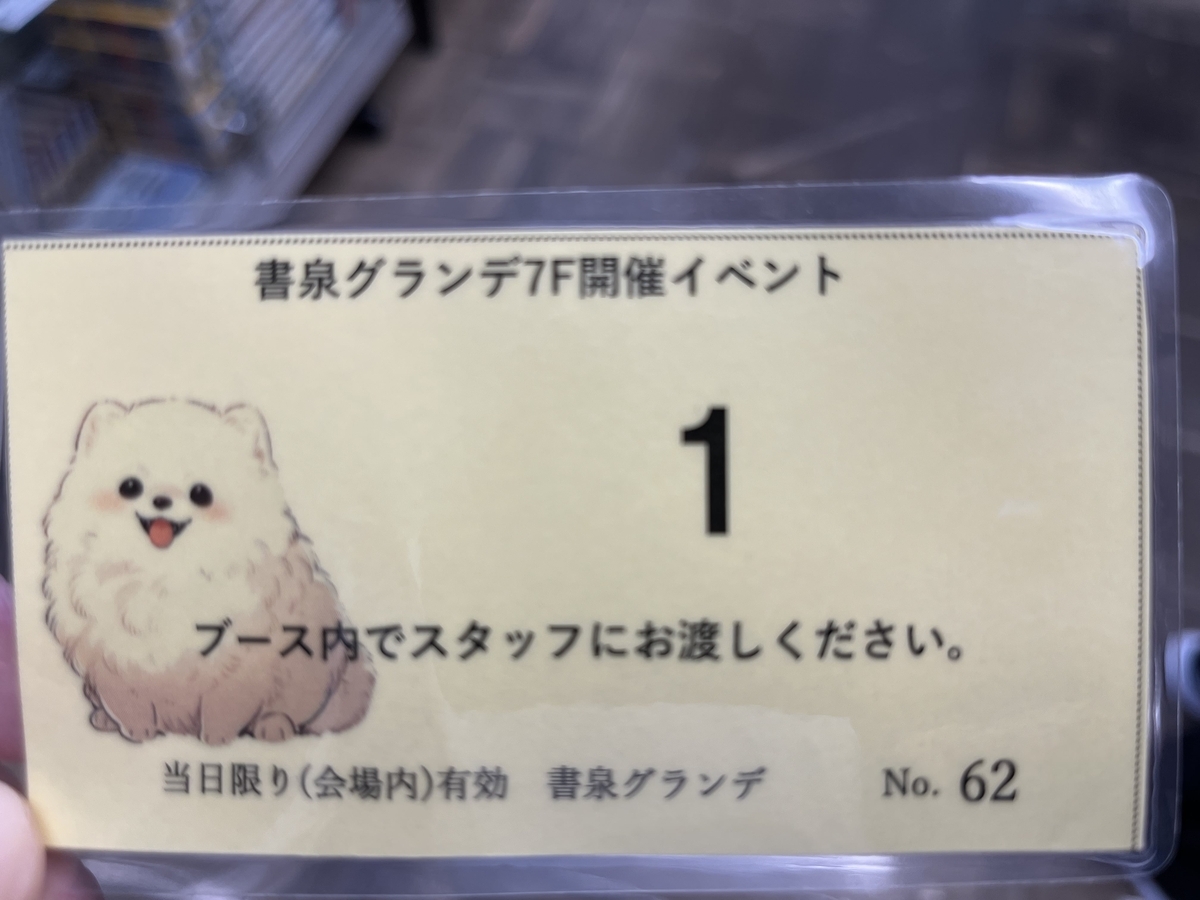 書泉グランデ7F開催イベント
1
ブース内でスタッフにお渡しください。
当日限り(会場内)有効　書泉グランデ　No. 62